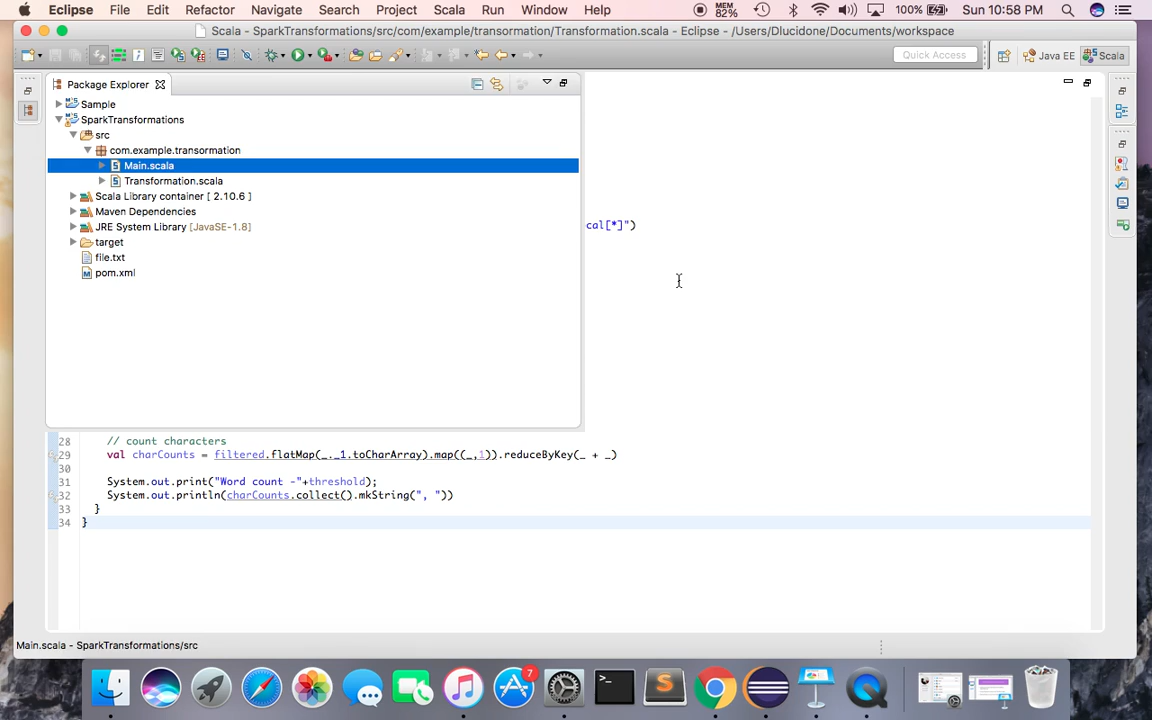 Eclipse File Edit Refactor Navigate Search Project Scala Run Window Help MEM 82% 100% Sun 10:58 PM
Scala - SparkTransformations/src/com/example/transormation/Transformation.scala - Eclipse - /Users/Dlucidone/Documents/workspace
Quick Access Java EE Scala
Package Explorer
Sample
SparkTransformations
src
com.example.transormation
Main.scala
Transformation.scala
Scala Library container [ 2.10.6 ]
Maven Dependencies
cal[*]")
JRE System Library [JavaSE-1.8]
target
file.txt
pom.xml
28 // count characters
29 val charCounts = filtered.flatMap(_._1.toCharArray).map((_,1)).reduceByKey(_ + _)
30
31 System.out.print("Word count -"+threshold);
32 System.out.println(charCounts.collect().mkString(", "))
33 }
34 }
Main.scala - SparkTransformations/src
7